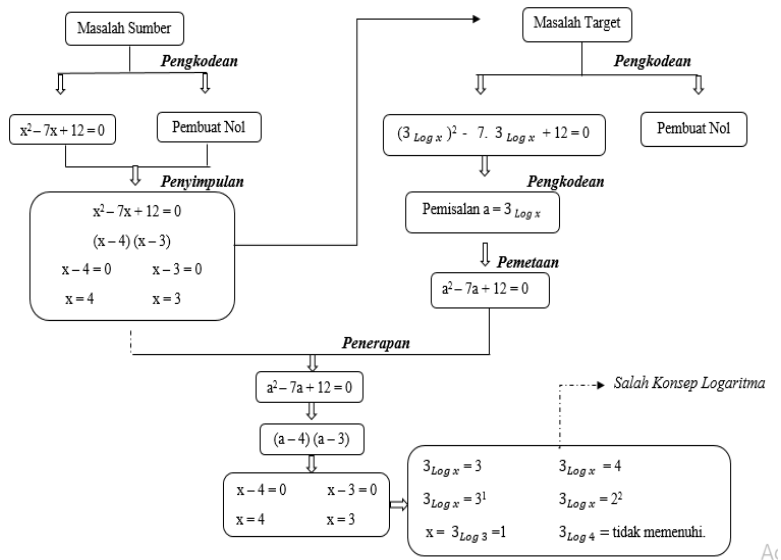 Masalah Sumber
Pengkodean
x² – 7x + 12 = 0
Pembuat Nol
Penyimpulan
x² – 7x + 12 = 0
(x – 4) (x – 3)
x – 4 = 0 x – 3 = 0
x = 4 x = 3
Masalah Target
Pengkodean
(3 Log x )² - 7. 3 Log x + 12 = 0
Pembuat Nol
Pengkodean
Pemisalan a = 3 Log x
Pemetaan
a² – 7a + 12 = 0
Penerapan
a² – 7a + 12 = 0
(a – 4) (a – 3)
x – 4 = 0 x – 3 = 0
x = 4 x = 3
Salah Konsep Logaritma
3 Log x = 3 3 Log x = 4
3 Log x = 3¹ 3 Log x = 2²
x = 3 Log 3 =1 3 Log 4 = tidak memenuhi.